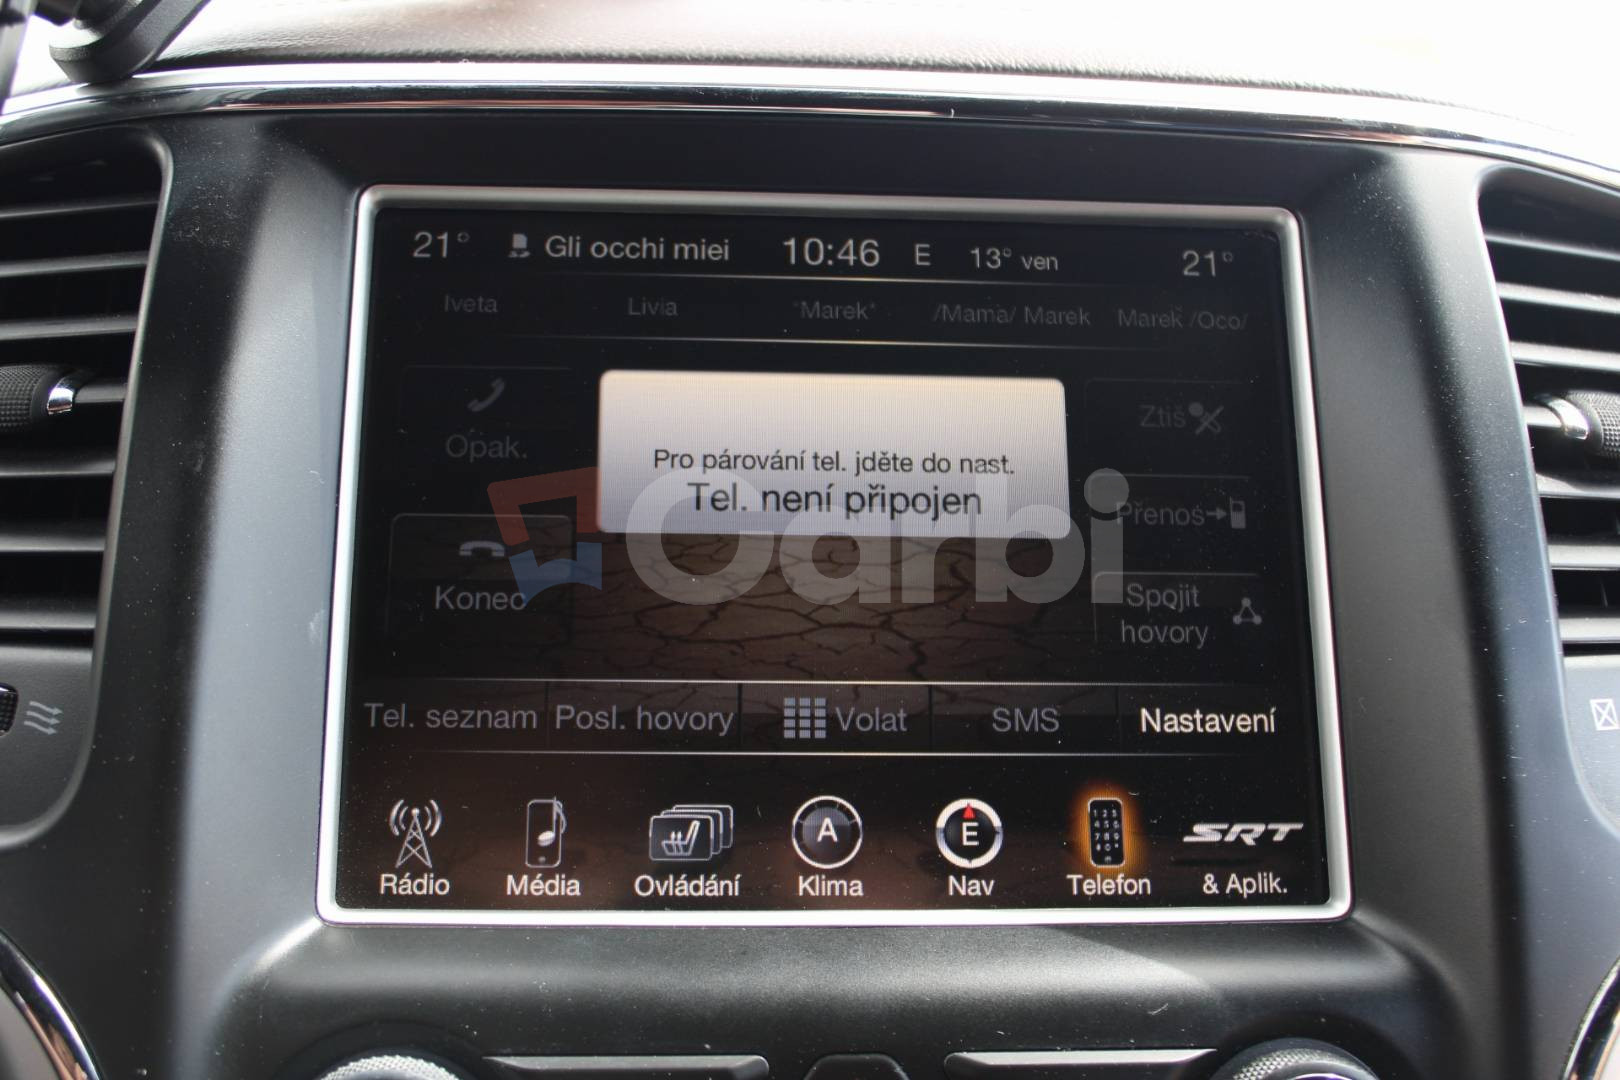 21° Gli occhi miei 10:46 E 13° ven 21°
Iveta Livia *Marek* /Mama/ Marek Marek /Oco/
Opak.
Ztiš
Pro párování tel. jděte do nast.
Tel. není připojen
Přenos
Garbi
Konec
Spojit
hovory
Tel. seznam Posl. hovory Volat SMS Nastavení
A E SRT
Rádio Média Ovládání Klima Nav Telefon & Aplik.